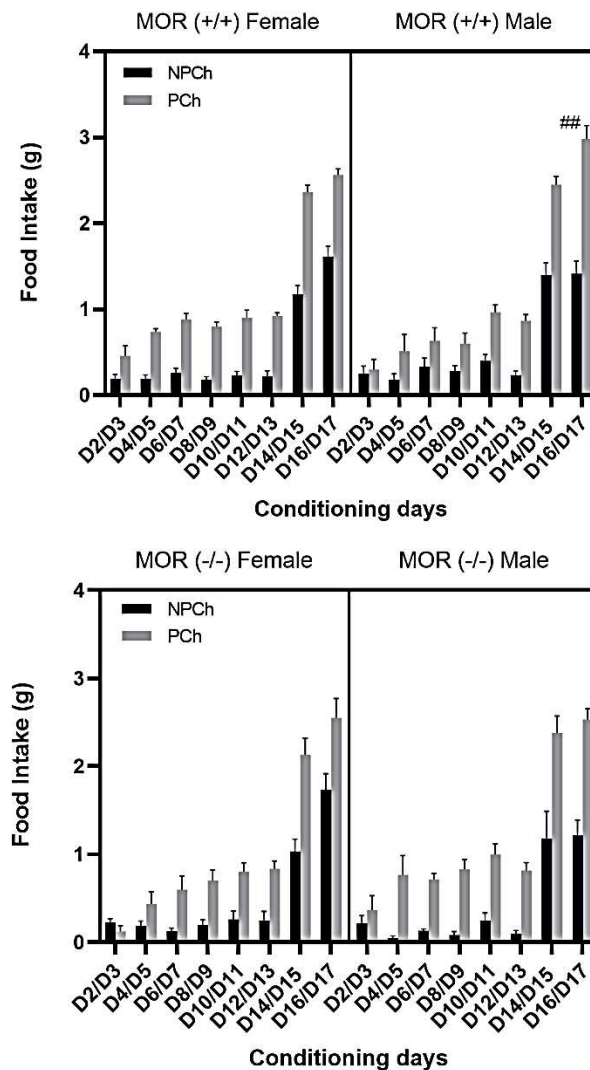 MOR (+/+) Female MOR (+/+) Male
NPCh
PCh
##
Food Intake (g)
4
3
2
1
0
D2/D3 D4/D5 D6/D7 D8/D9 D10/D11 D12/D13 D14/D15 D16/D17 D2/D3 D4/D5 D6/D7 D8/D9 D10/D11 D12/D13 D14/D15 D16/D17
Conditioning days
MOR (-/-) Female MOR (-/-) Male
NPCh
PCh
Food Intake (g)
4
3
2
1
0
D2/D3 D4/D5 D6/D7 D8/D9 D10/D11 D12/D13 D14/D15 D16/D17 D2/D3 D4/D5 D6/D7 D8/D9 D10/D11 D12/D13 D14/D15 D16/D17
Conditioning days